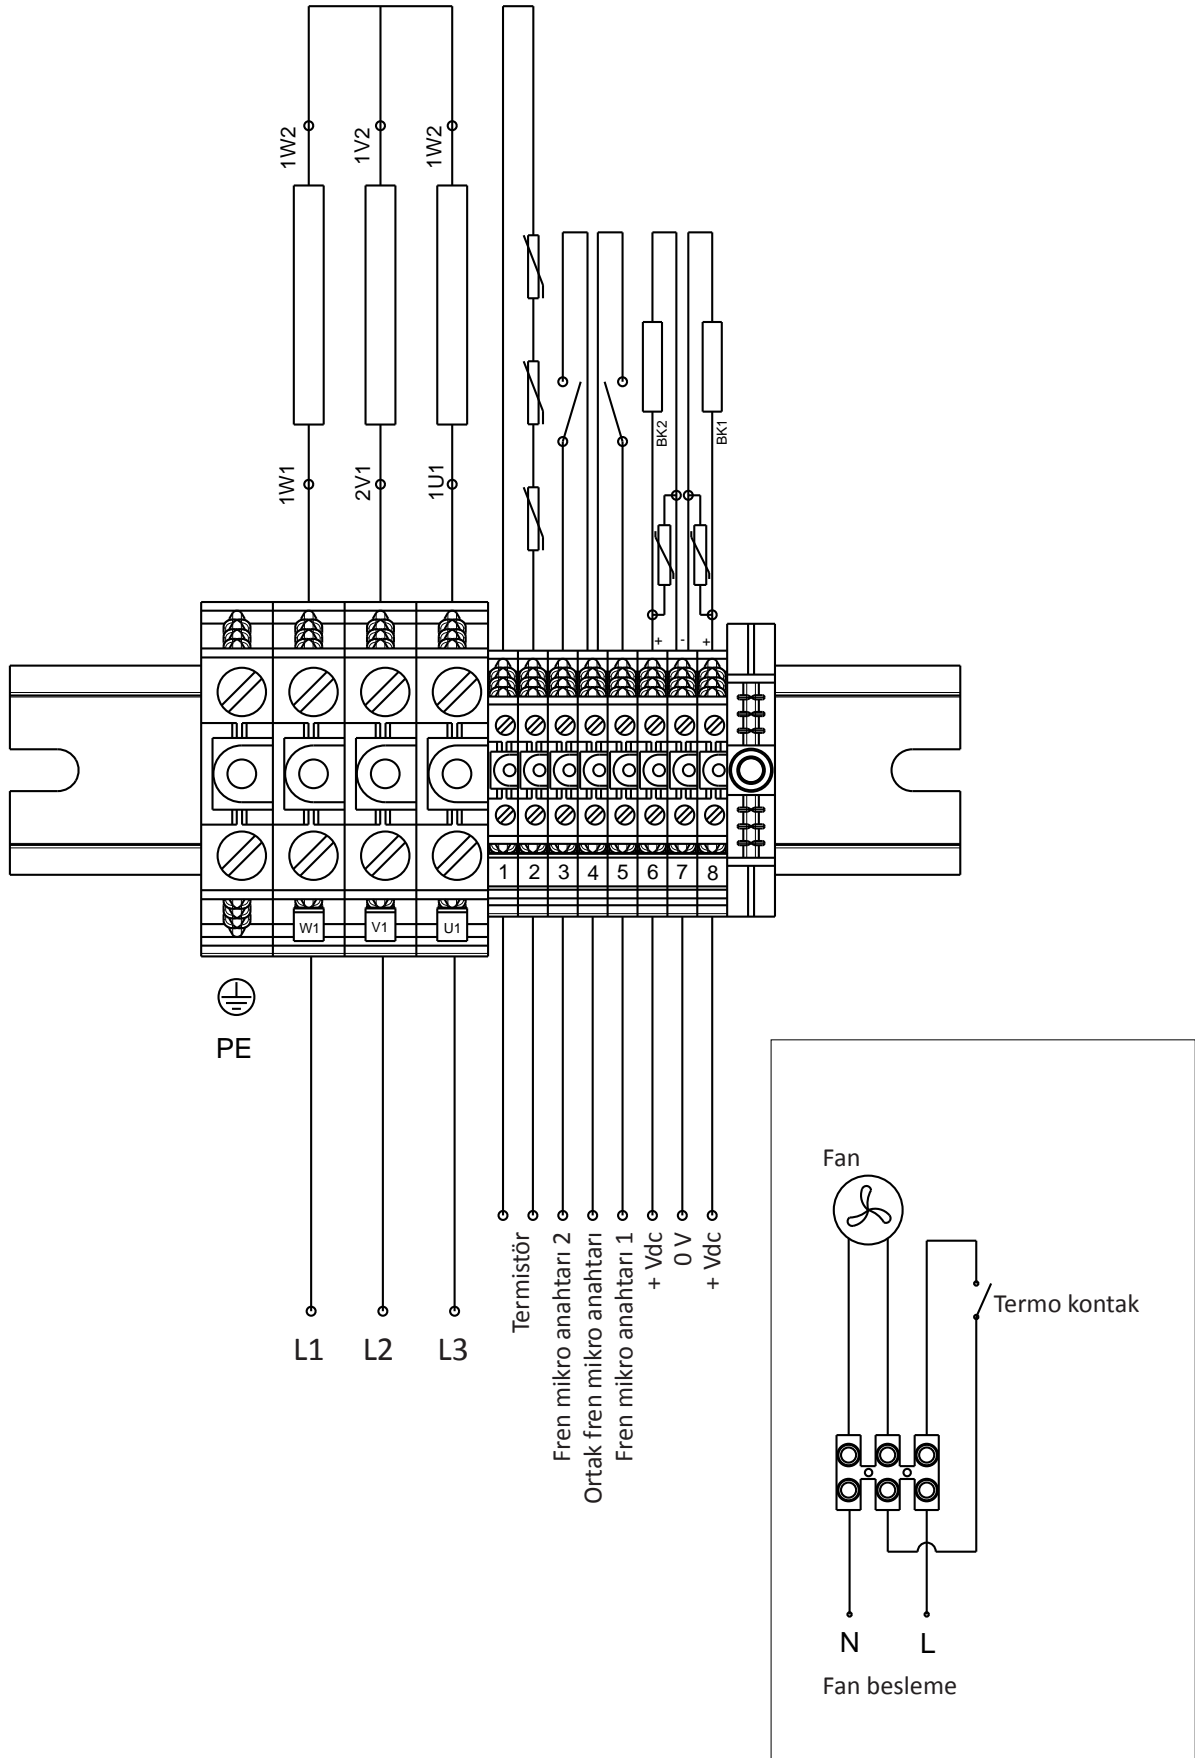 1W2
1V2
1W2
1W1
2V1
1U1
BK2
BK1
+
-
+
1
2
3
4
5
6
7
8
W1
V1
U1
PE
L1
L2
L3
Termistör
Fren mikro anahtarı 2
Ortak fren mikro anahtarı
Fren mikro anahtarı 1
+ Vdc
0 V
+ Vdc
Fan
Termo kontak
N
L
Fan besleme